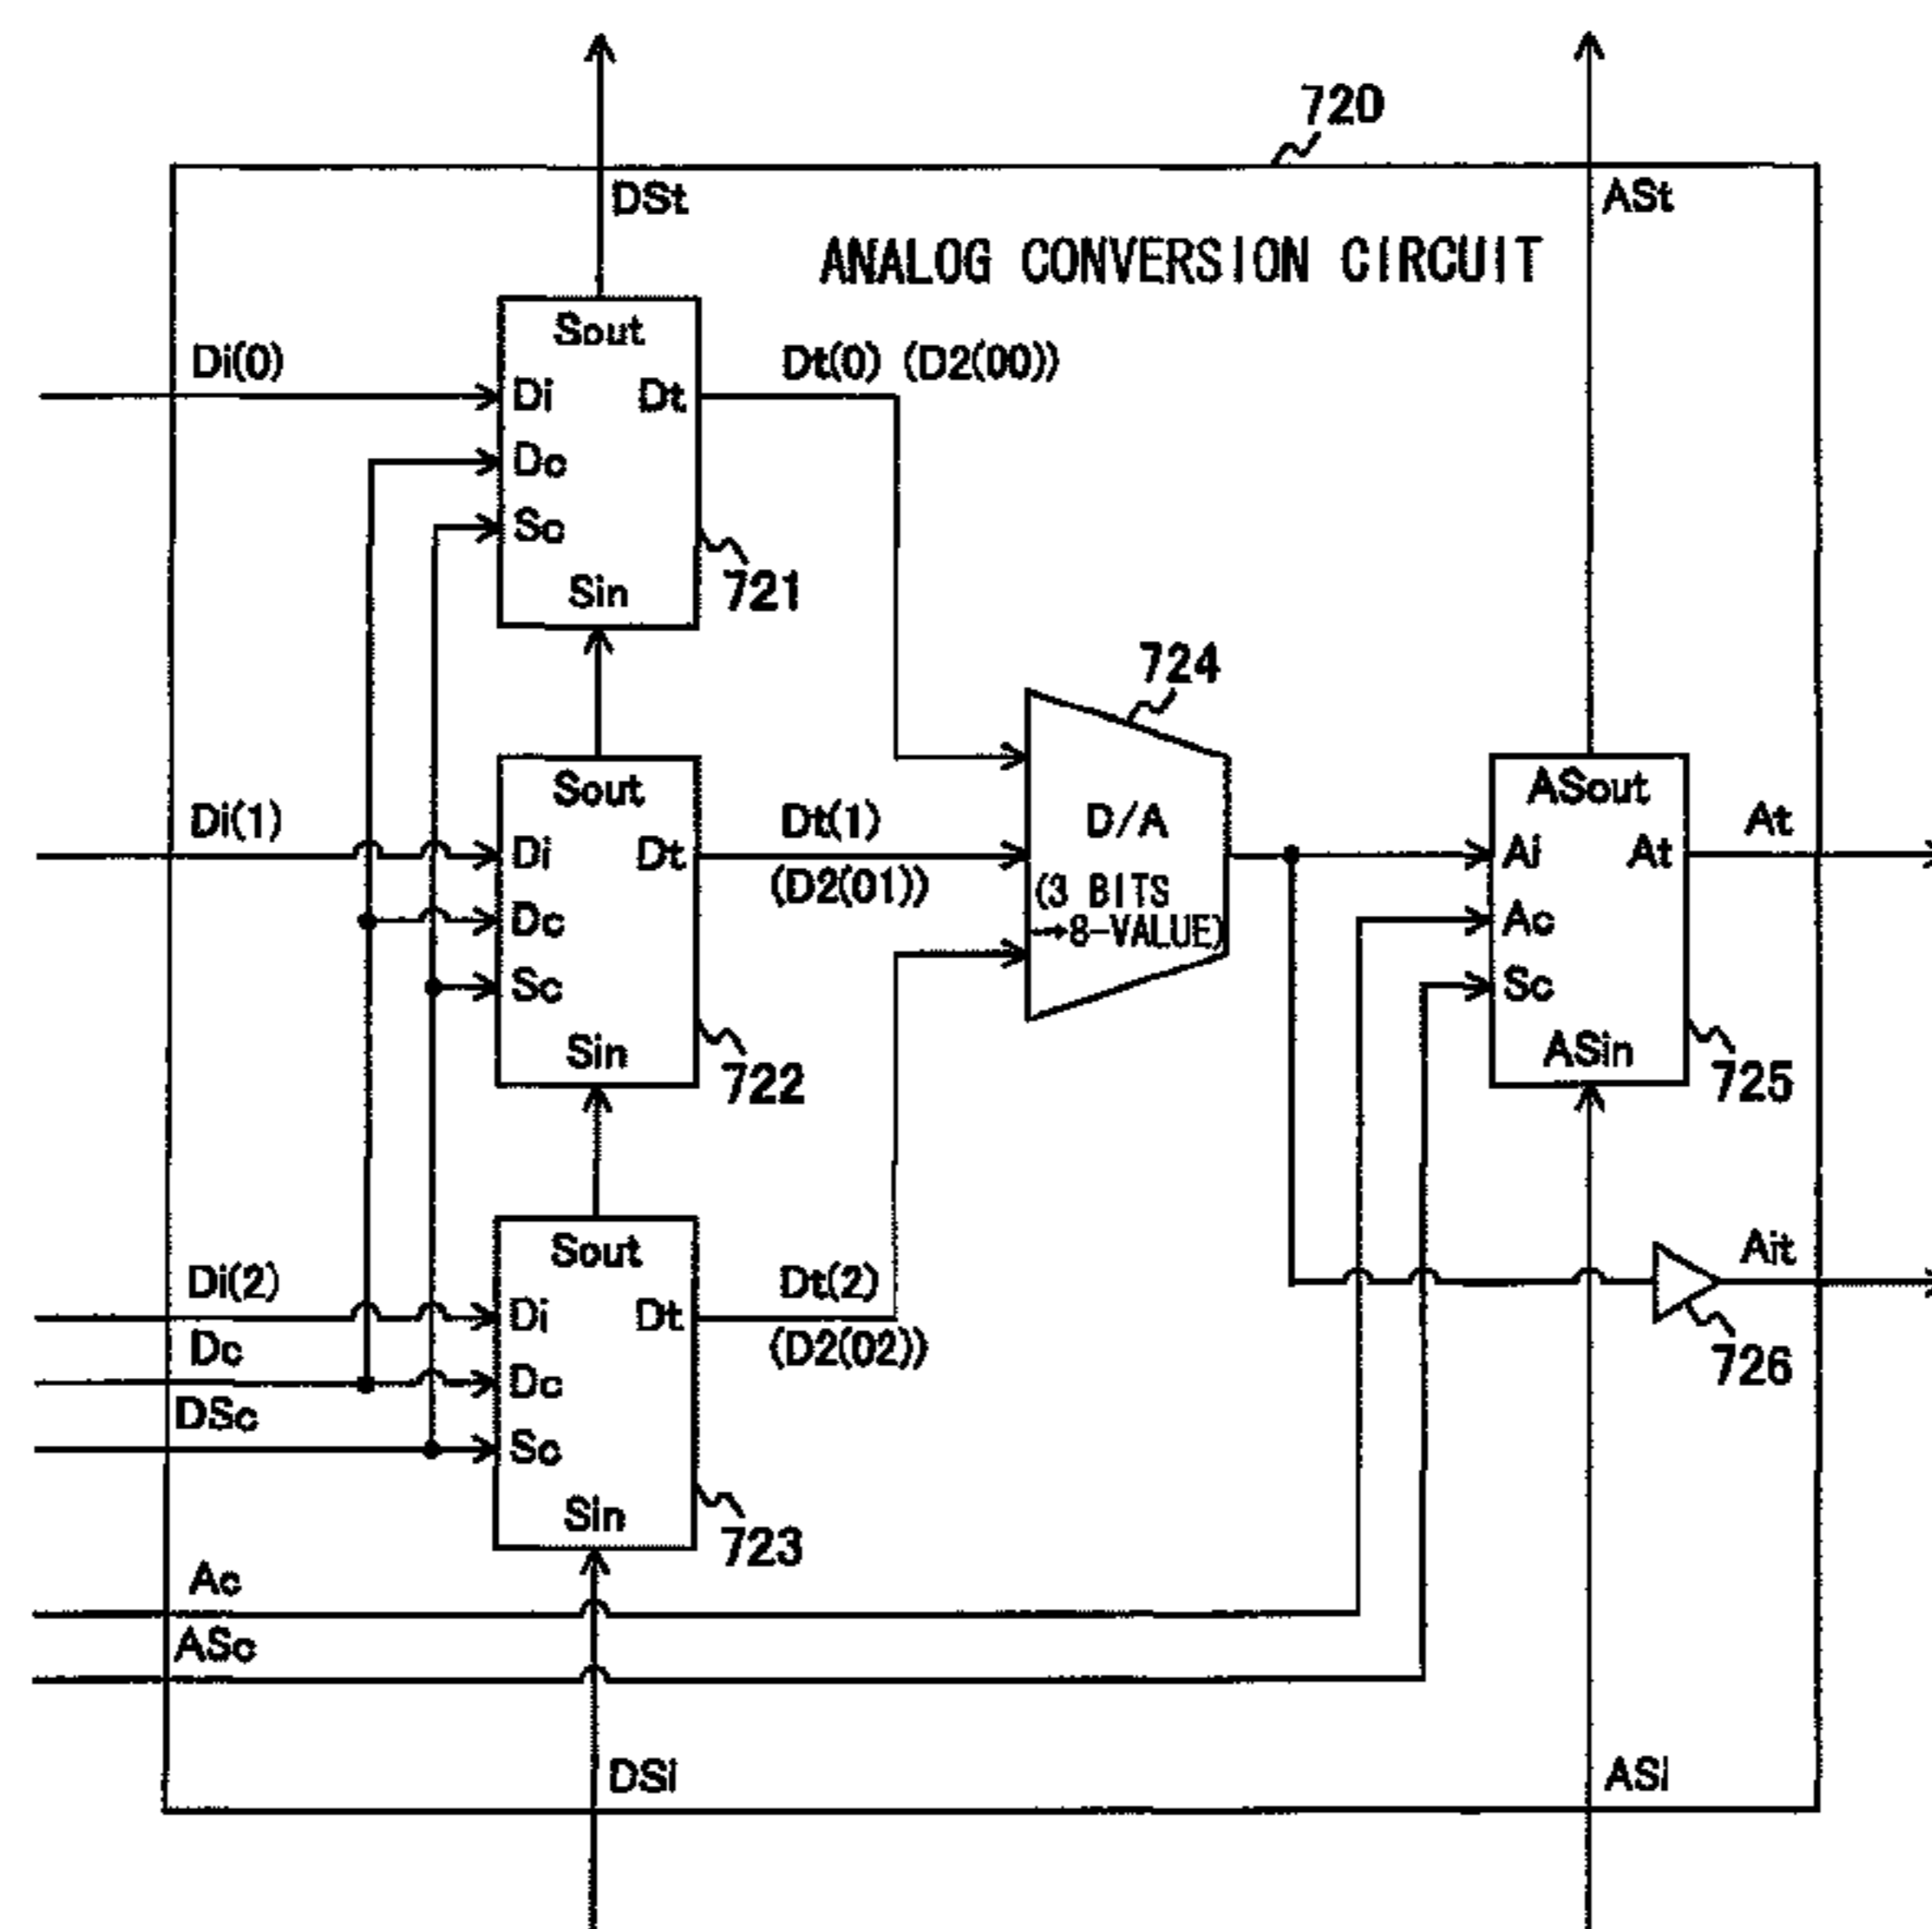 720
DSt
ASt
ANALOG CONVERSION CIRCUIT
Di(0)
Sout
Di
Dt
Dc
Sc
Sin
721
Dt(0) (D2(00))
724
Di(1)
Sout
Di
Dt
Dc
Sc
Sin
722
Dt(1)
(D2(01))
D/A
(3 BITS
→8-VALUE)
ASout
Ai
At
Ac
Sc
ASin
725
At
Di(2)
Dc
DSc
Sout
Di
Dt
Dc
Sc
Sin
723
Dt(2)
(D2(02))
Ait
726
Ac
ASc
DSi
ASi